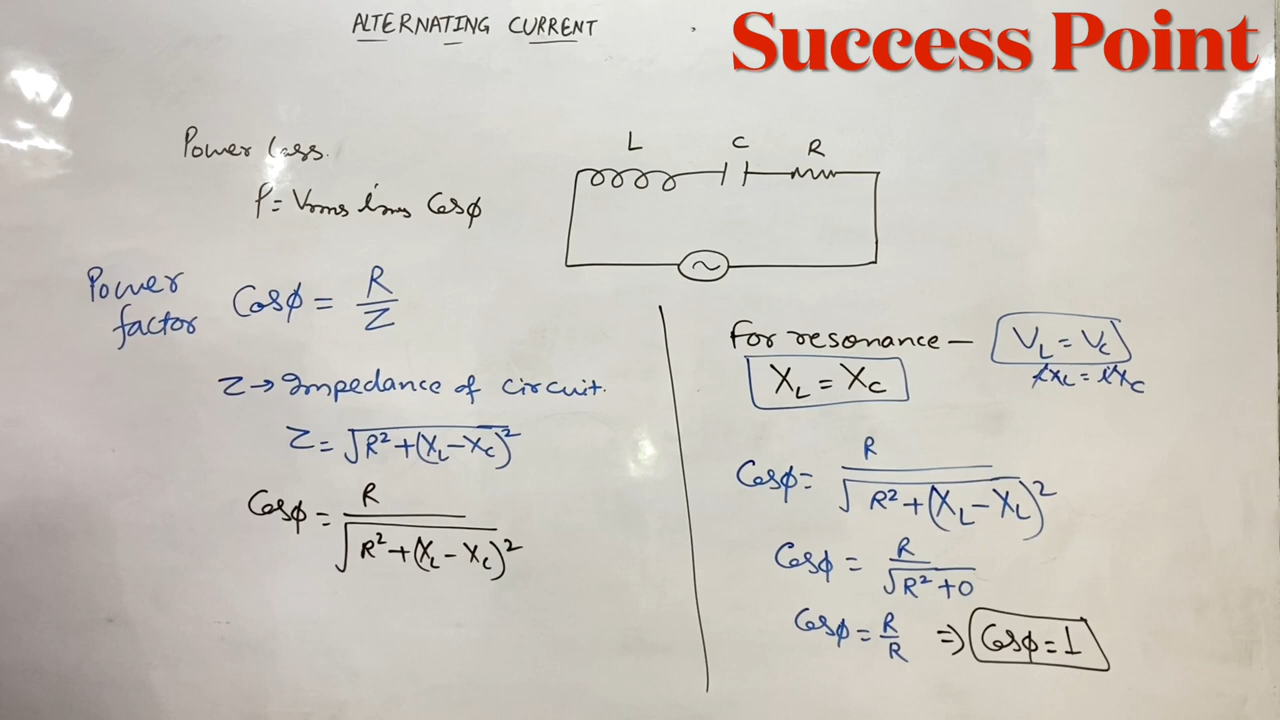 ALTERNATING CURRENT
Success Point
Power loss.
P = Vrms irms Cosφ
L C R
~
Power factor Cosφ = R/Z
Z → Impedance of circuit.
Z = √R² + (XL – XC)²
Cosφ = R/√R² + (XL – XC)²
For resonance – VL = VC
XL = XC
iXL = iXC
Cosφ = R/√R² + (XL – XL)²
Cosφ = R/√R² + 0
Cosφ = R/R ⇒ Cosφ = 1